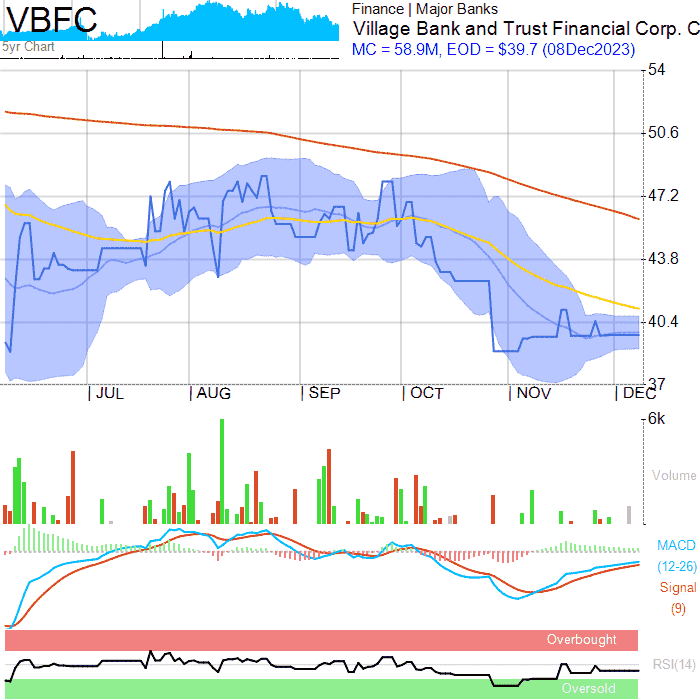 VBFC
5yr Chart
Finance | Major Banks
Village Bank and Trust Financial Corp. C
MC = 58.9M, EOD = $39.7 (08Dec2023)
54
50.6
47.2
43.8
40.4
37
JUL AUG SEP OCT NOV DEC
6k
Volume
MACD
(12-26)
Signal
(9)
Overbought
RSI(14)
Oversold